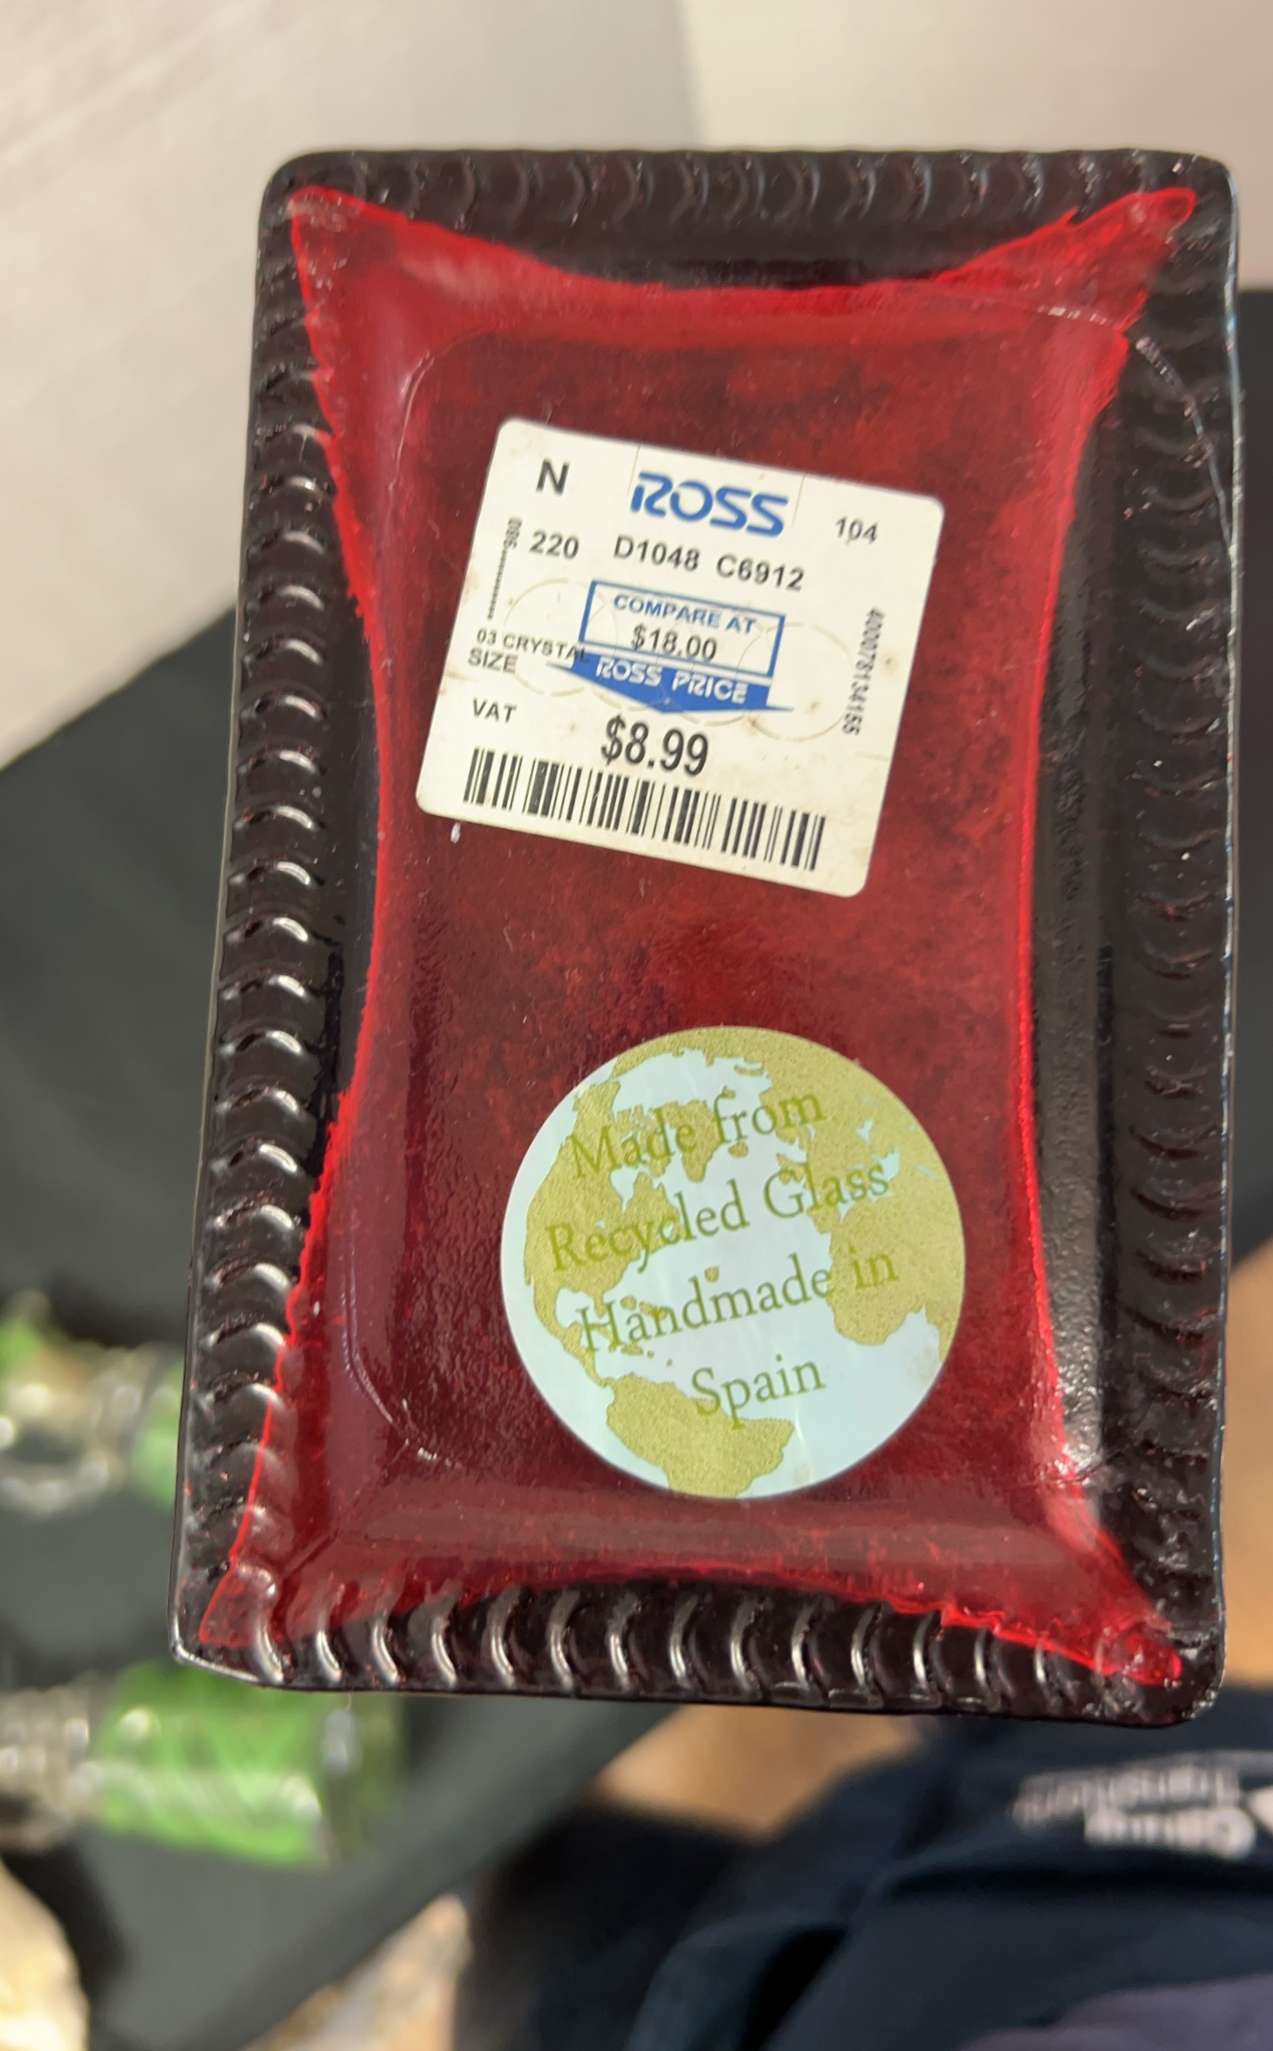 N ROSS 104
220 D1048 C6912
COMPARE AT
$18.00
03 CRYSTAL
SIZE
ROSS PRICE
VAT
$8.99
400078134155
Made from
Recycled Glass
Handmade in
Spain